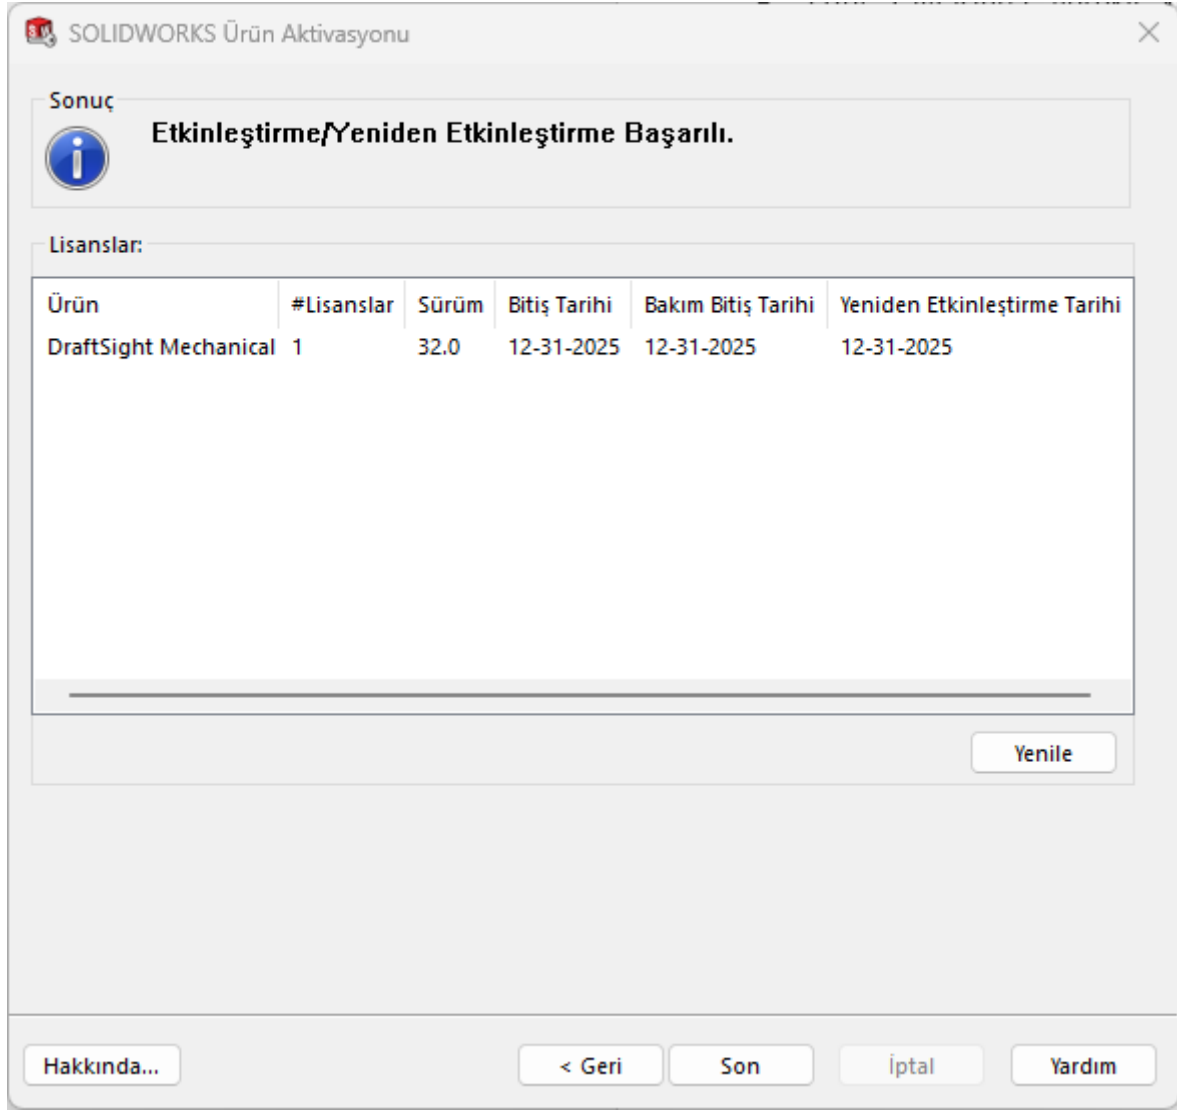 SOLIDWORKS Ürün Aktivasyonu
Sonuç
Etkinleştirme/Yeniden Etkinleştirme Başarılı.
Lisanslar:
Ürün #Lisanslar Sürüm Bitiş Tarihi Bakım Bitiş Tarihi Yeniden Etkinleştirme Tarihi
DraftSight Mechanical 1 32.0 12-31-2025 12-31-2025 12-31-2025
Yenile
Hakkında... < Geri Son İptal Yardım